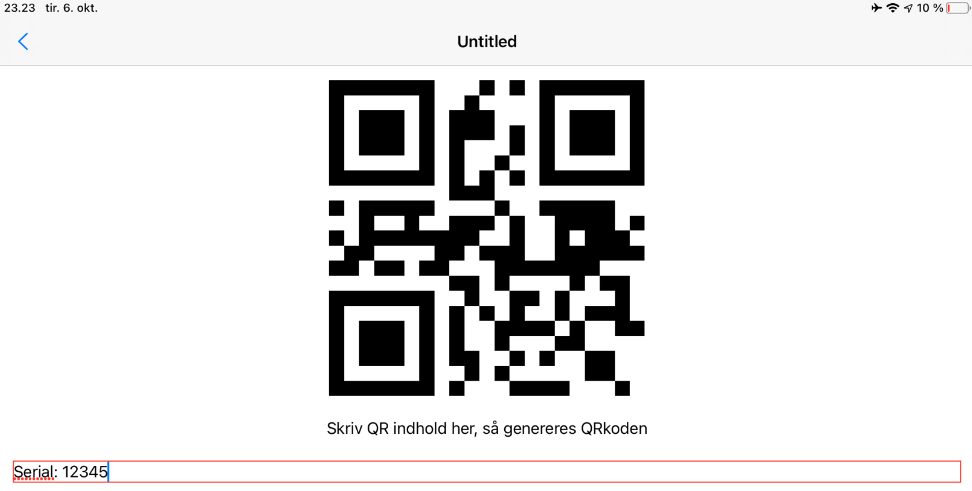 23.23 tir. 6. okt.
10 %
Untitled
Skriv QR indhold her, så genereres QRkoden
Serial: 12345